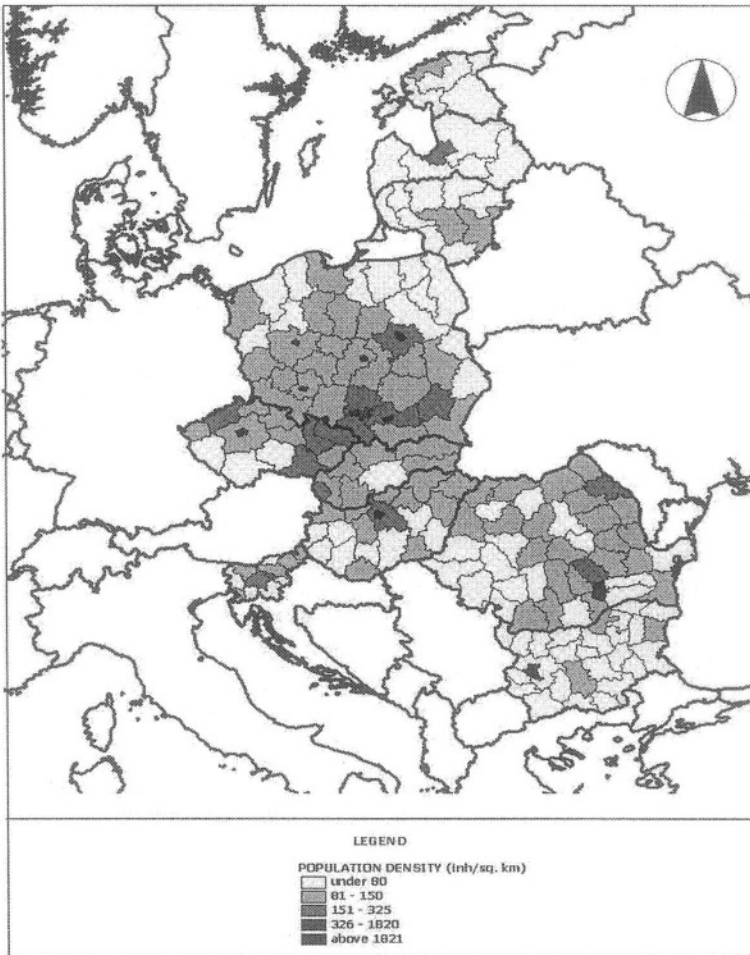 LEGEND
POPULATION DENSITY (inh/sq. km)
under 80
81 - 150
151 - 325
326 - 1820
above 1821